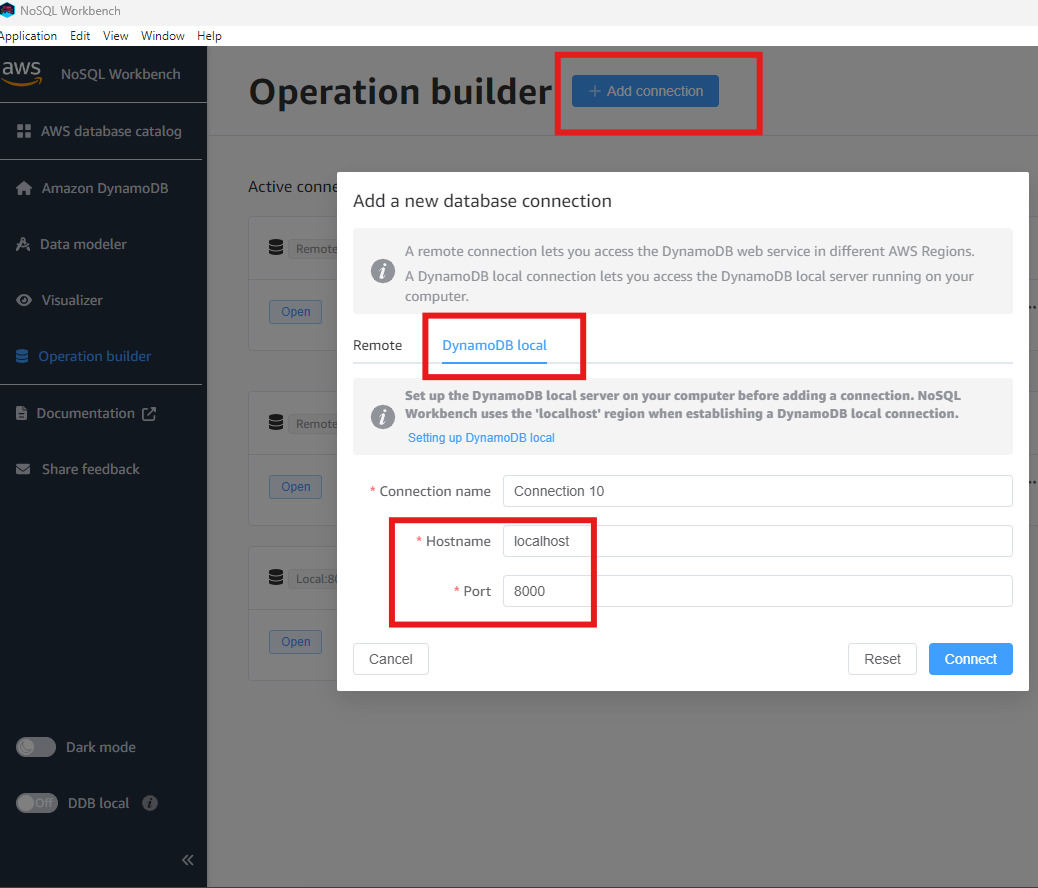 NoSQL Workbench
Application Edit View Window Help
aws NoSQL Workbench
AWS database catalog
Amazon DynamoDB
Data modeler
Visualizer
Operation builder
Documentation
Share feedback
Dark mode
Off DDB local
Operation builder
+ Add connection
Active conne
Remote
Open
Remote
Open
Local:80
Open
Add a new database connection
A remote connection lets you access the DynamoDB web service in different AWS Regions.
A DynamoDB local connection lets you access the DynamoDB local server running on your
computer.
Remote DynamoDB local
Set up the DynamoDB local server on your computer before adding a connection. NoSQL
Workbench uses the 'localhost' region when establishing a DynamoDB local connection.
Setting up DynamoDB local
* Connection name Connection 10
* Hostname localhost
* Port 8000
Cancel Reset Connect